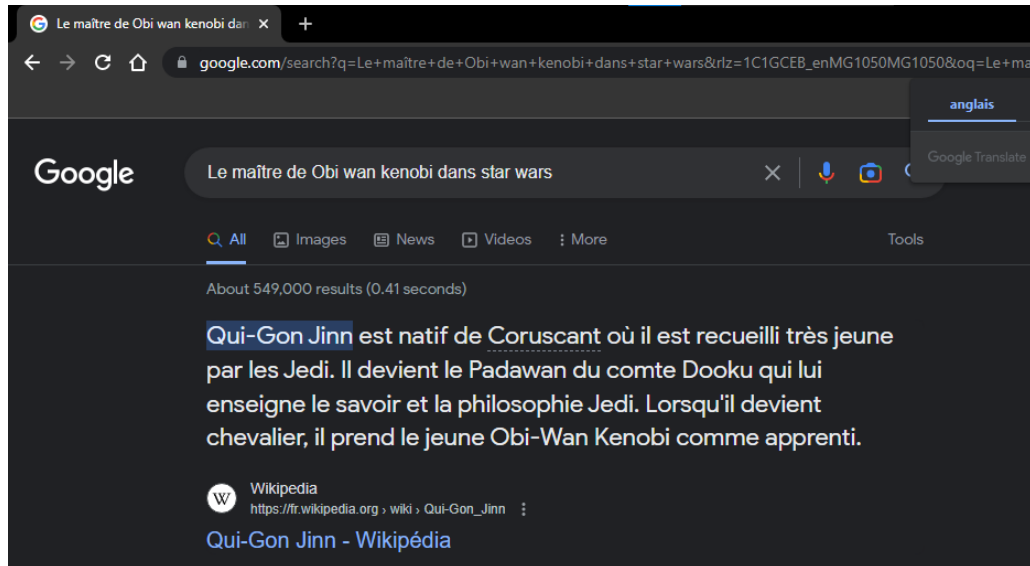 Le maître de Obi wan kenobi dan
google.com/search?q=Le+maître+de+Obi+wan+kenobi+dans+star+wars&rlz=1C1GCEB_enMG1050MG1050&oq=Le+ma
anglais
Google Translate
Google
Le maître de Obi wan kenobi dans star wars
All Images News Videos More Tools
About 549,000 results (0.41 seconds)
Qui-Gon Jinn est natif de Coruscant où il est recueilli très jeune
par les Jedi. Il devient le Padawan du comte Dooku qui lui
enseigne le savoir et la philosophie Jedi. Lorsqu'il devient
chevalier, il prend le jeune Obi-Wan Kenobi comme apprenti.
W
Wikipedia
https://fr.wikipedia.org › wiki › Qui-Gon_Jinn
Qui-Gon Jinn - Wikipédia